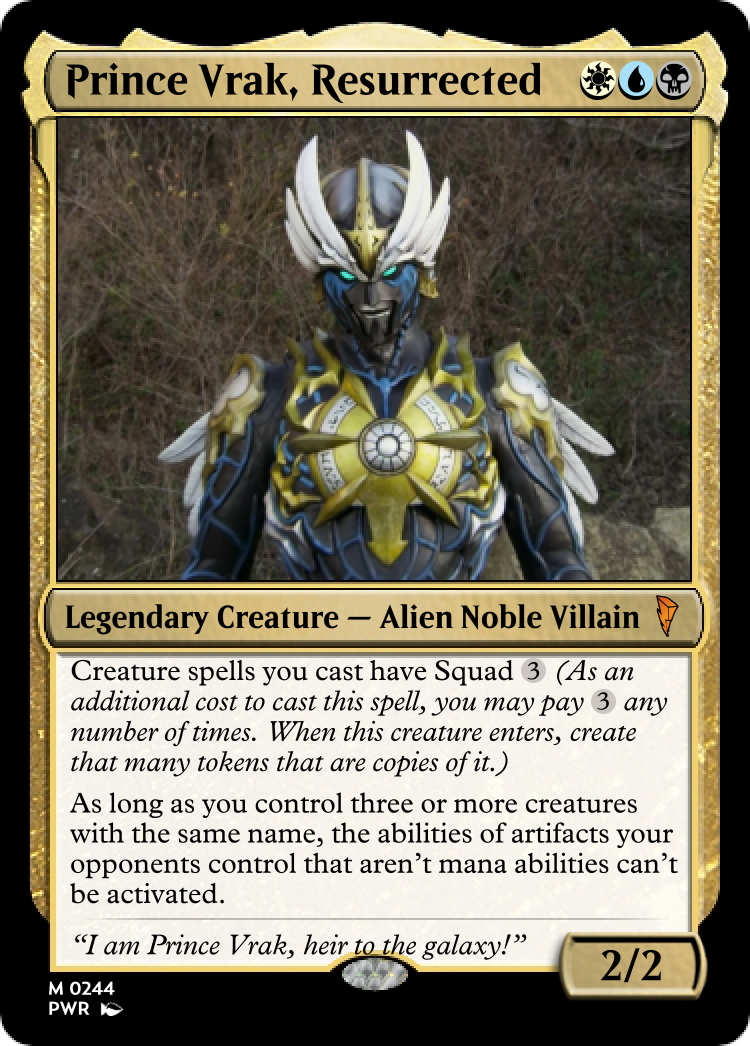 Prince Vrak, Resurrected
Legendary Creature — Alien Noble Villain
Creature spells you cast have Squad 3 (As an
additional cost to cast this spell, you may pay 3 any
number of times. When this creature enters, create
that many tokens that are copies of it.)
As long as you control three or more creatures
with the same name, the abilities of artifacts your
opponents control that aren't mana abilities can't
be activated.
“I am Prince Vrak, heir to the galaxy!”
2/2
M 0244
PWR